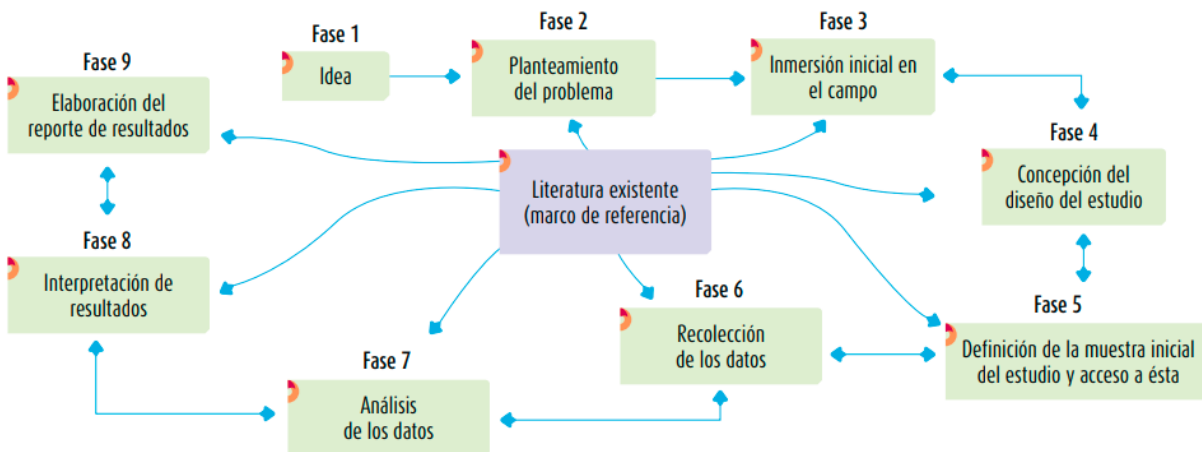 Fase 1
Idea
Fase 2
Planteamiento
del problema
Fase 3
Inmersión inicial en
el campo
Fase 4
Concepción del
diseño del estudio
Fase 5
Definición de la muestra inicial
del estudio y acceso a ésta
Fase 6
Recolección
de los datos
Fase 7
Análisis
de los datos
Fase 8
Interpretación de
resultados
Fase 9
Elaboración del
reporte de resultados
Literatura existente
(marco de referencia)